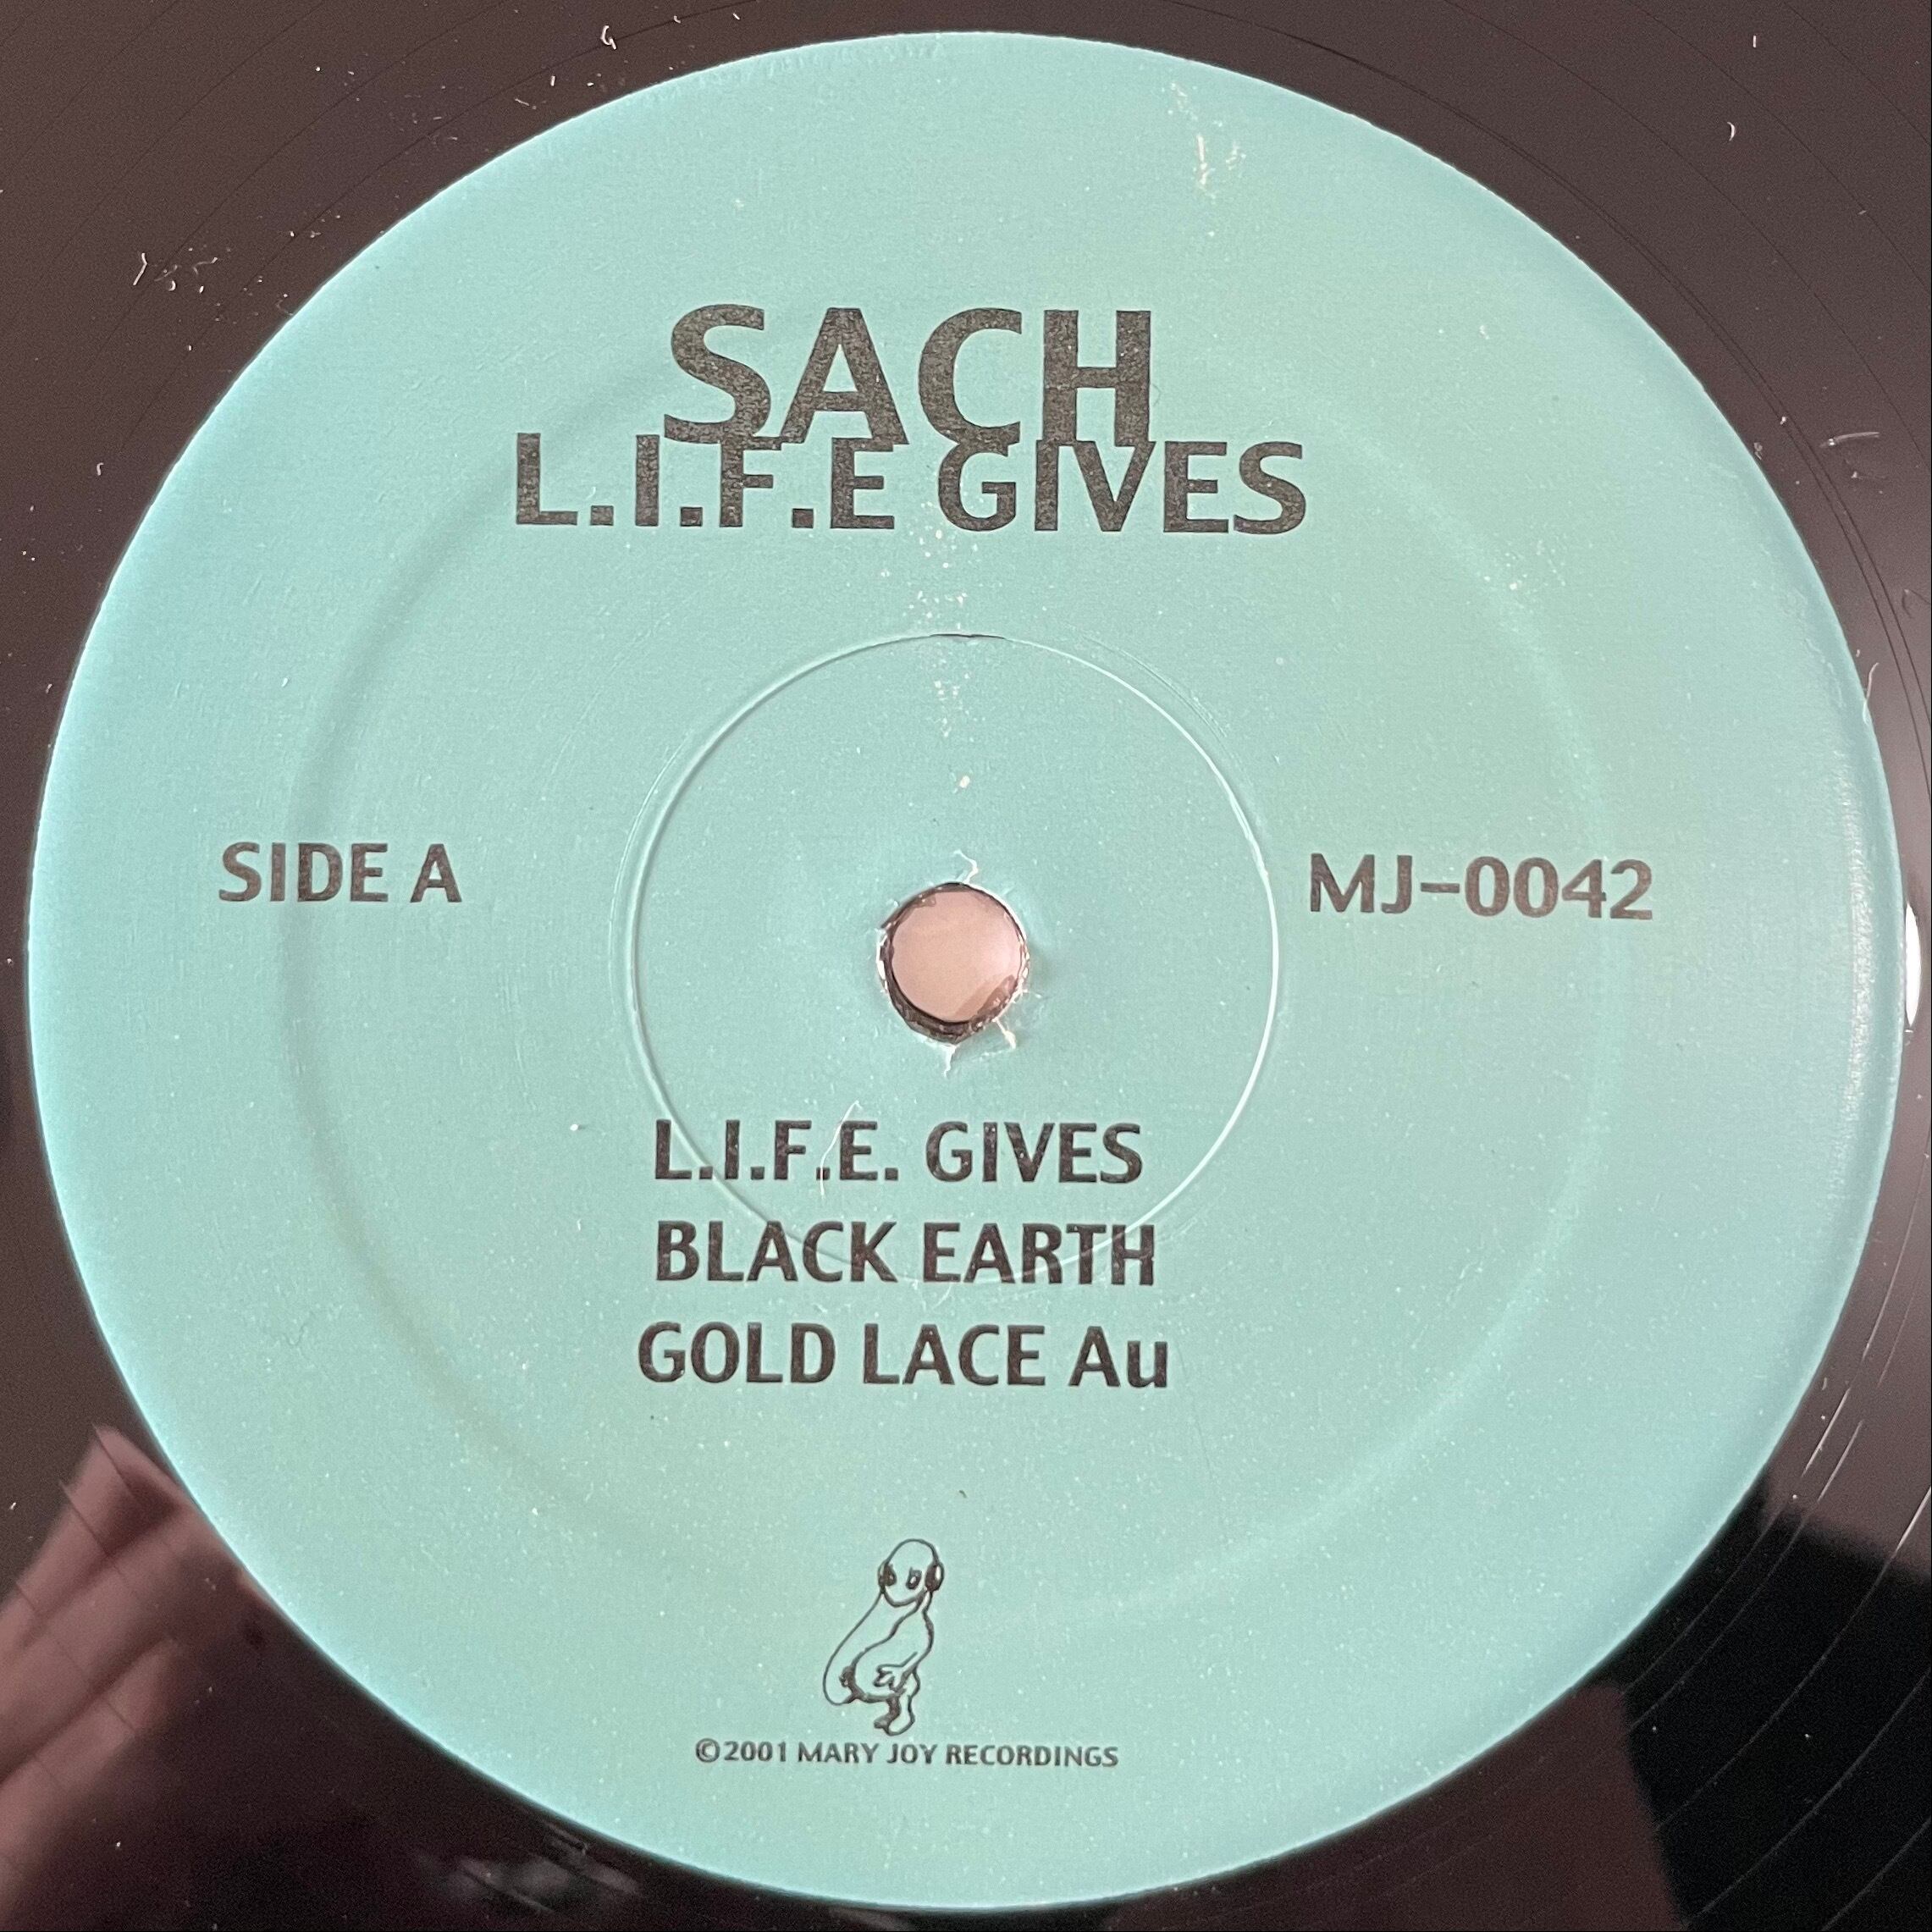 SACH
L.I.F.E GIVES
SIDE A
MJ-0042
L.I.F.E. GIVES
BLACK EARTH
GOLD LACE Au
©2001 MARY JOY RECORDINGS